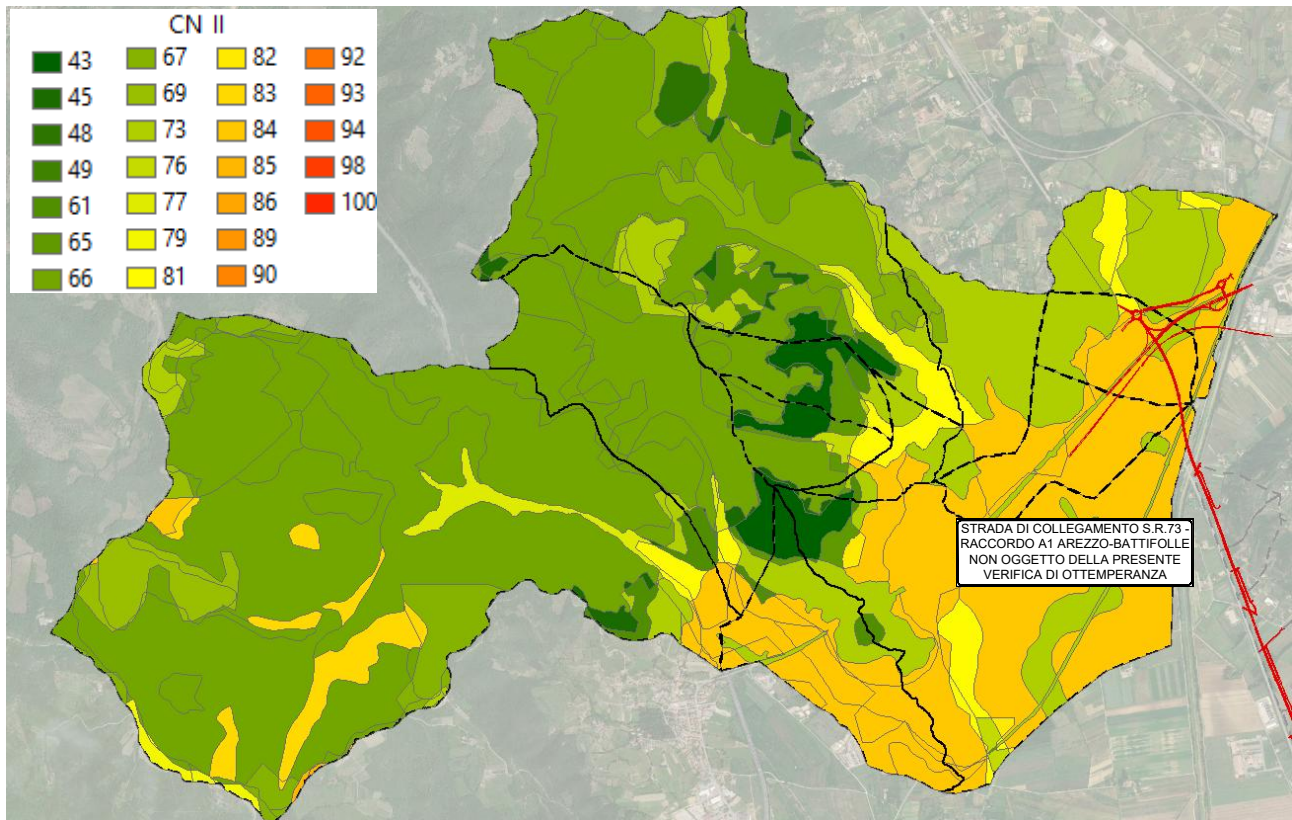 CN II
43 67 82 92
45 69 83 93
48 73 84 94
49 76 85 98
61 77 86 100
65 79 89
66 81 90
STRADA DI COLLEGAMENTO S.R.73 -
RACCORDO A1 AREZZO-BATTIFOLLE
NON OGGETTO DELLA PRESENTE
VERIFICA DI OTTEMPERANZA